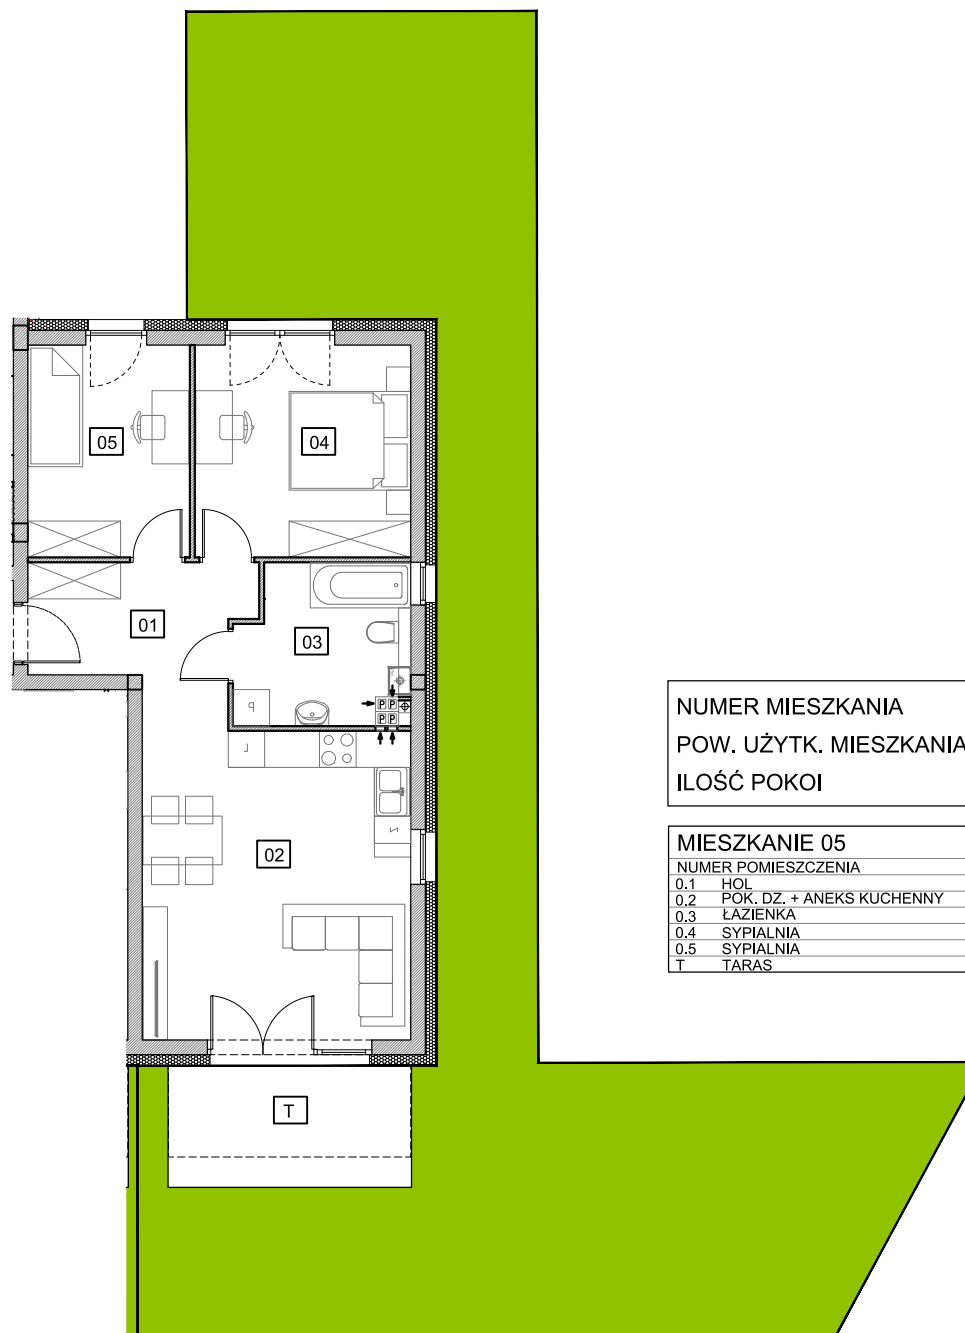 05
04
01
03
P
P P
P P
L
Z
02
T
NUMER MIESZKANIA
POW. UŻYTK. MIESZKANIA
ILOŚĆ POKOI
MIESZKANIE 05
NUMER POMIESZCZENIA
0.1 HOL
0.2 POK. DZ. + ANEKS KUCHENNY
0.3 ŁAZIENKA
0.4 SYPIALNIA
0.5 SYPIALNIA
T TARAS